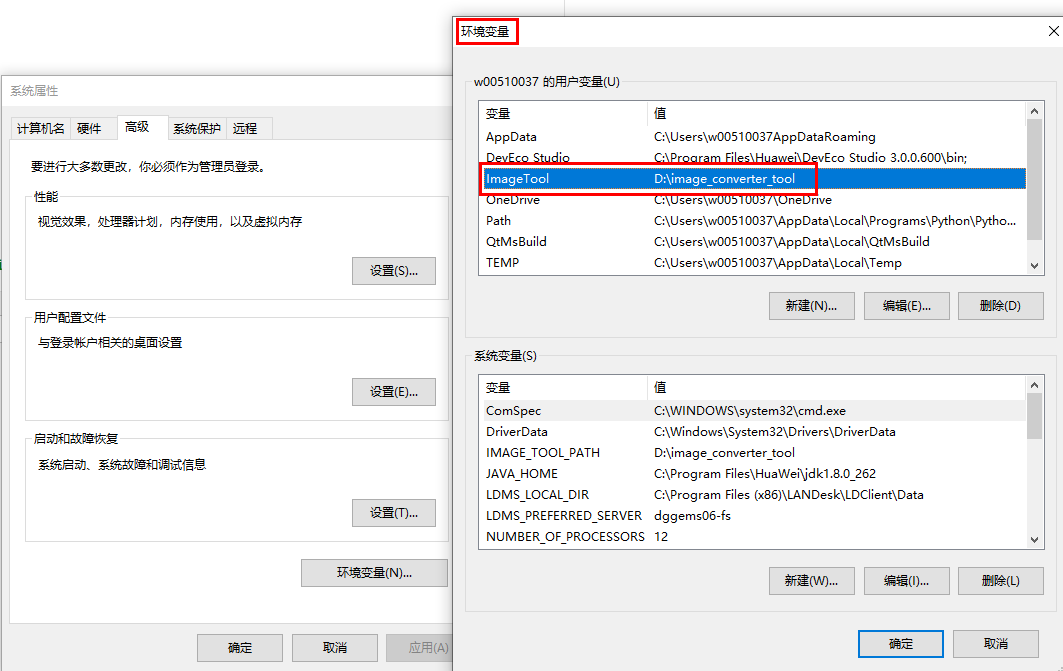 系统属性
计算机名 硬件 高级 系统保护 远程
要进行大多数更改，你必须作为管理员登录。
性能
视觉效果，处理器计划，内存使用，以及虚拟内存
设置(S)...
用户配置文件
与登录帐户相关的桌面设置
设置(E)...
启动和故障恢复
系统启动、系统故障和调试信息
设置(T)...
环境变量(N)...
确定 取消 应用(A)
环境变量
w00510037 的用户变量(U)
变量 值
AppData C:\Users\w00510037AppDataRoaming
DevEco Studio C:\Program Files\Huawei\DevEco Studio 3.0.0.600\bin;
ImageTool D:\image_converter_tool
OneDrive C:\Users\w00510037\OneDrive
Path C:\Users\w00510037\AppData\Local\Programs\Python\Pytho...
QtMsBuild C:\Users\w00510037\AppData\Local\QtMsBuild
TEMP C:\Users\w00510037\AppData\Local\Temp
新建(N)... 编辑(E)... 删除(D)
系统变量(S)
变量 值
ComSpec C:\WINDOWS\system32\cmd.exe
DriverData C:\Windows\System32\Drivers\DriverData
IMAGE_TOOL_PATH D:\image_converter_tool
JAVA_HOME C:\Program Files\HuaWei\jdk1.8.0_262
LDMS_LOCAL_DIR C:\Program Files (x86)\LANDesk\LDClient\Data
LDMS_PREFERRED_SERVER dggems06-fs
NUMBER_OF_PROCESSORS 12
新建(W)... 编辑(I)... 删除(L)
确定 取消